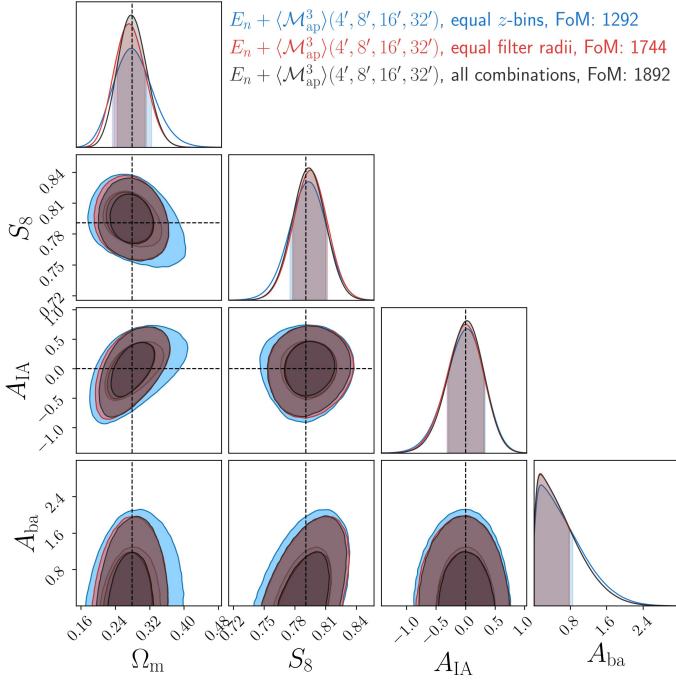 E_n + ⟨M_ap^3⟩(4′, 8′, 16′, 32′), equal z-bins, FoM: 1292
E_n + ⟨M_ap^3⟩(4′, 8′, 16′, 32′), equal filter radii, FoM: 1744
E_n + ⟨M_ap^3⟩(4′, 8′, 16′, 32′), all combinations, FoM: 1892
S_8
0.84
0.81
0.78
0.75
0.72
A_IA
1.0
0.5
0.0
−0.5
−1.0
A_ba
2.4
1.6
0.8
0.16 0.24 0.32 0.40 0.48 0.72 0.75 0.78 0.81 0.84 −1.0 −0.5 0.0 0.5 1.0 0.8 1.6 2.4
Ω_m S_8 A_IA A_ba